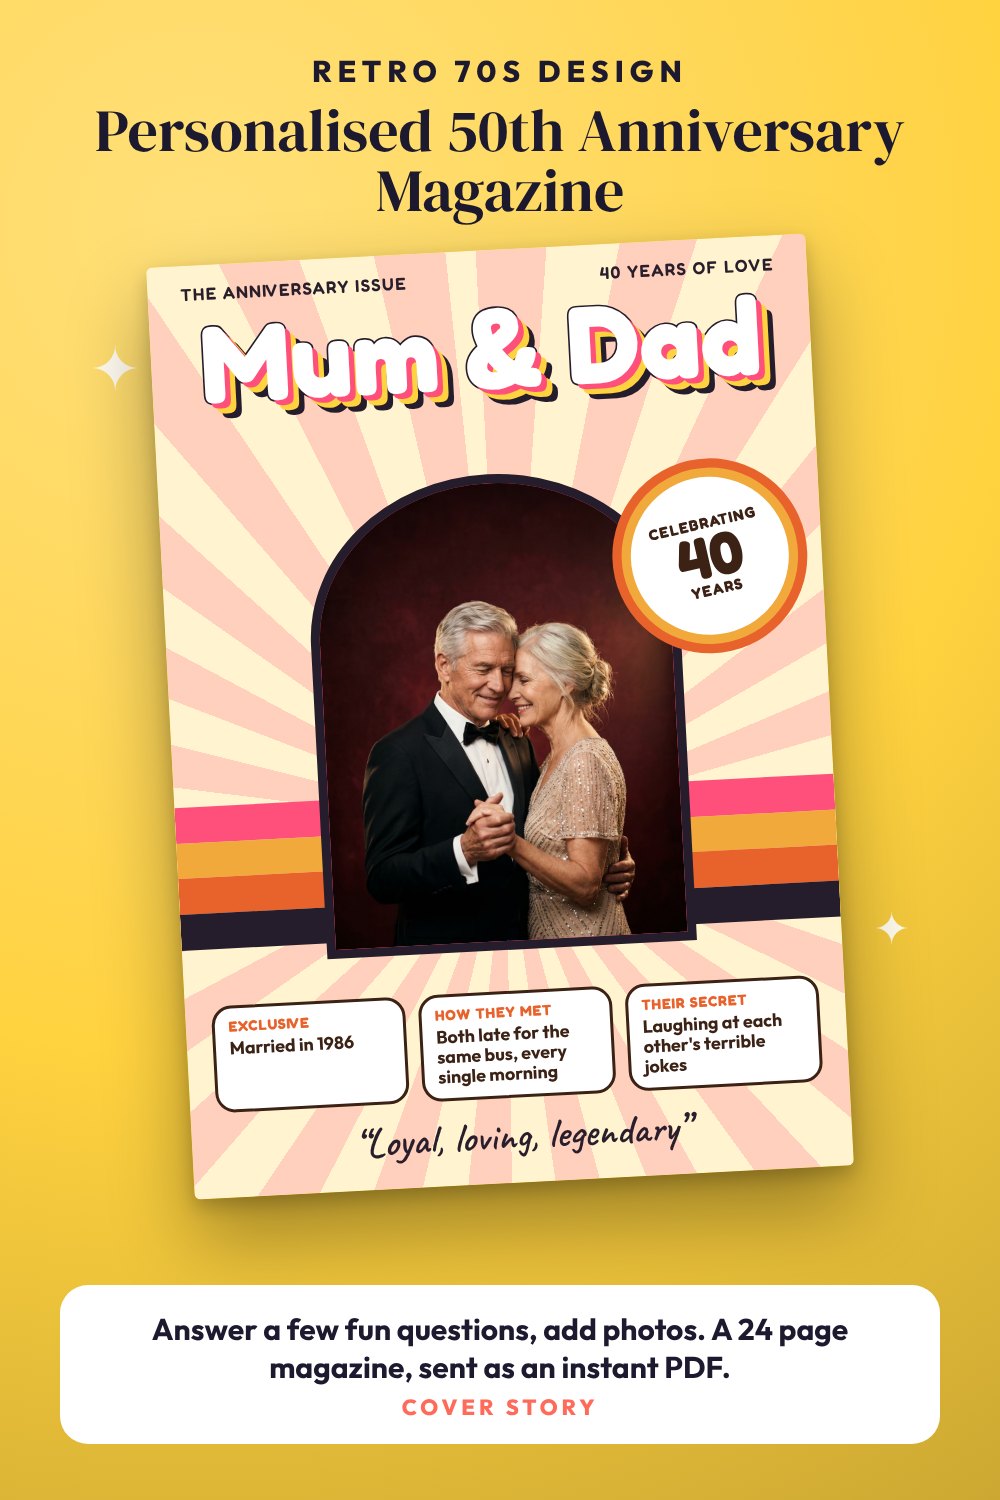 RETRO 70S DESIGN
Personalised 50th Anniversary
Magazine
THE ANNIVERSARY ISSUE
40 YEARS OF LOVE
Mum & Dad
CELEBRATING
40
YEARS
EXCLUSIVE
Married in 1986
HOW THEY MET
Both late for the
same bus, every
single morning
THEIR SECRET
Laughing at each
other's terrible
jokes
“Loyal, loving, legendary”
Answer a few fun questions, add photos. A 24 page
magazine, sent as an instant PDF.
COVER STORY